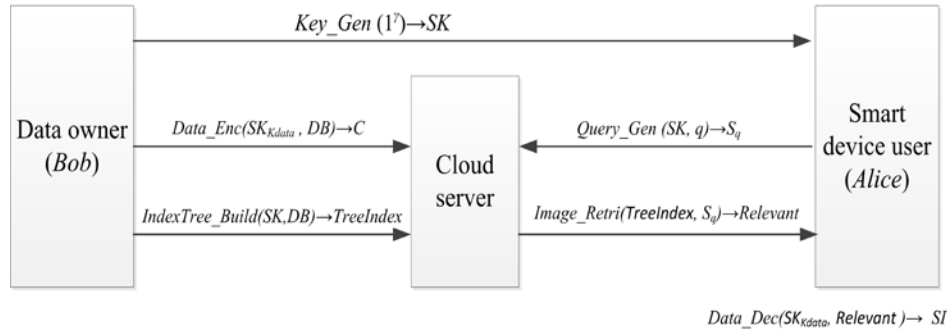 Key_Gen (1^γ)→SK
Data owner
(Bob)
Data_Enc(SK_Kdata , DB)→C
IndexTree_Build(SK,DB)→TreeIndex
Cloud
server
Query_Gen (SK, q)→S_q
Image_Retri(TreeIndex, S_q)→Relevant
Smart
device user
(Alice)
Data_Dec(SK_Kdata, Relevant )→